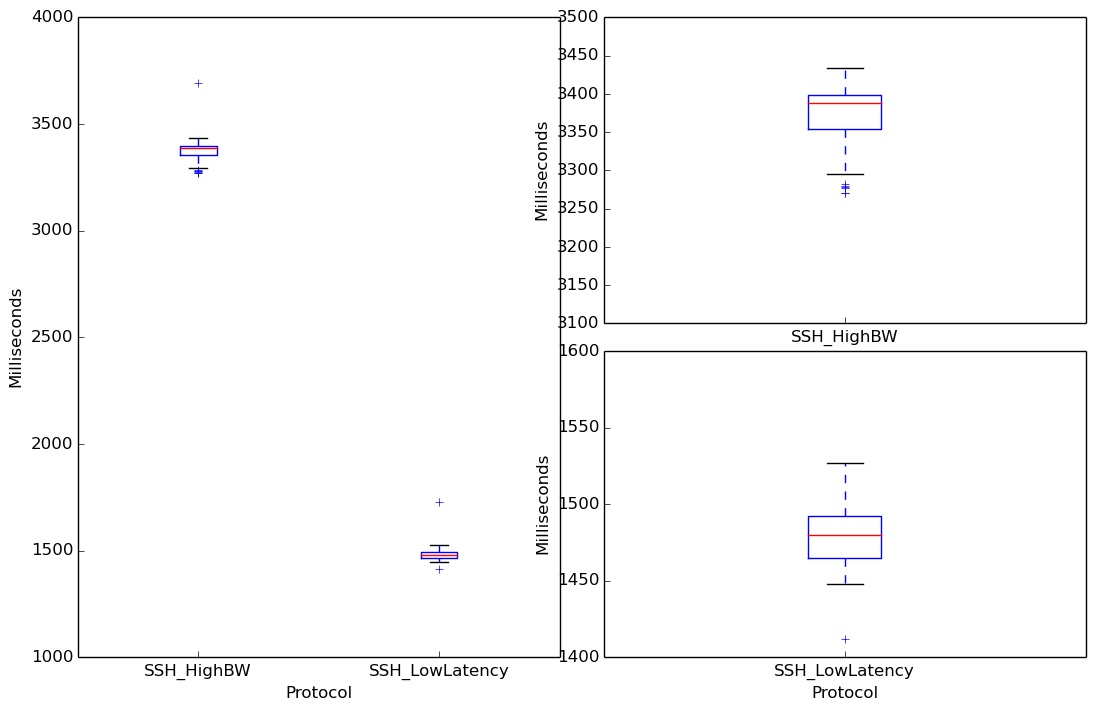 4000
3500
3000
2500
2000
1500
1000
Milliseconds
SSH_HighBW SSH_LowLatency
Protocol
3500
3450
3400
3350
3300
3250
3200
3150
3100
Milliseconds
SSH_HighBW
1600
1550
1500
1450
1400
Milliseconds
SSH_LowLatency
Protocol